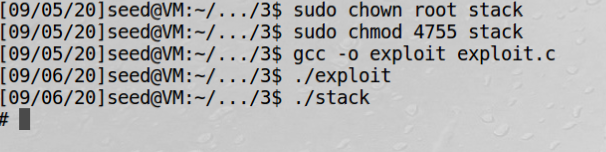 [09/05/20]seed@VM:~/.../3$ sudo chown root stack
[09/05/20]seed@VM:~/.../3$ sudo chmod 4755 stack
[09/05/20]seed@VM:~/.../3$ gcc -o exploit exploit.c
[09/06/20]seed@VM:~/.../3$ ./exploit
[09/06/20]seed@VM:~/.../3$ ./stack
#